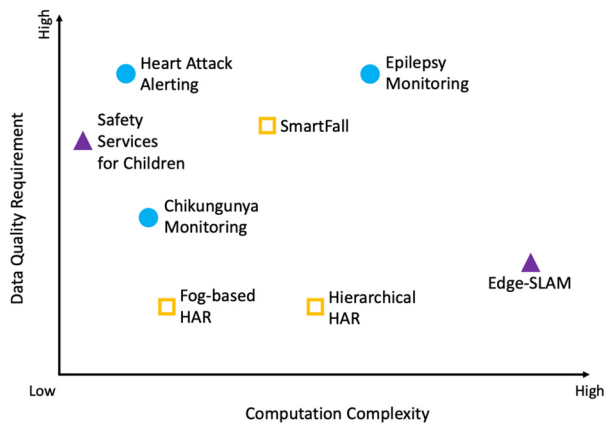 High
Data Quality Requirement
Heart Attack
Alerting
Epilepsy
Monitoring
Safety
Services
for Children
SmartFall
Chikungunya
Monitoring
Edge-SLAM
Fog-based
HAR
Hierarchical
HAR
Low
High
Computation Complexity